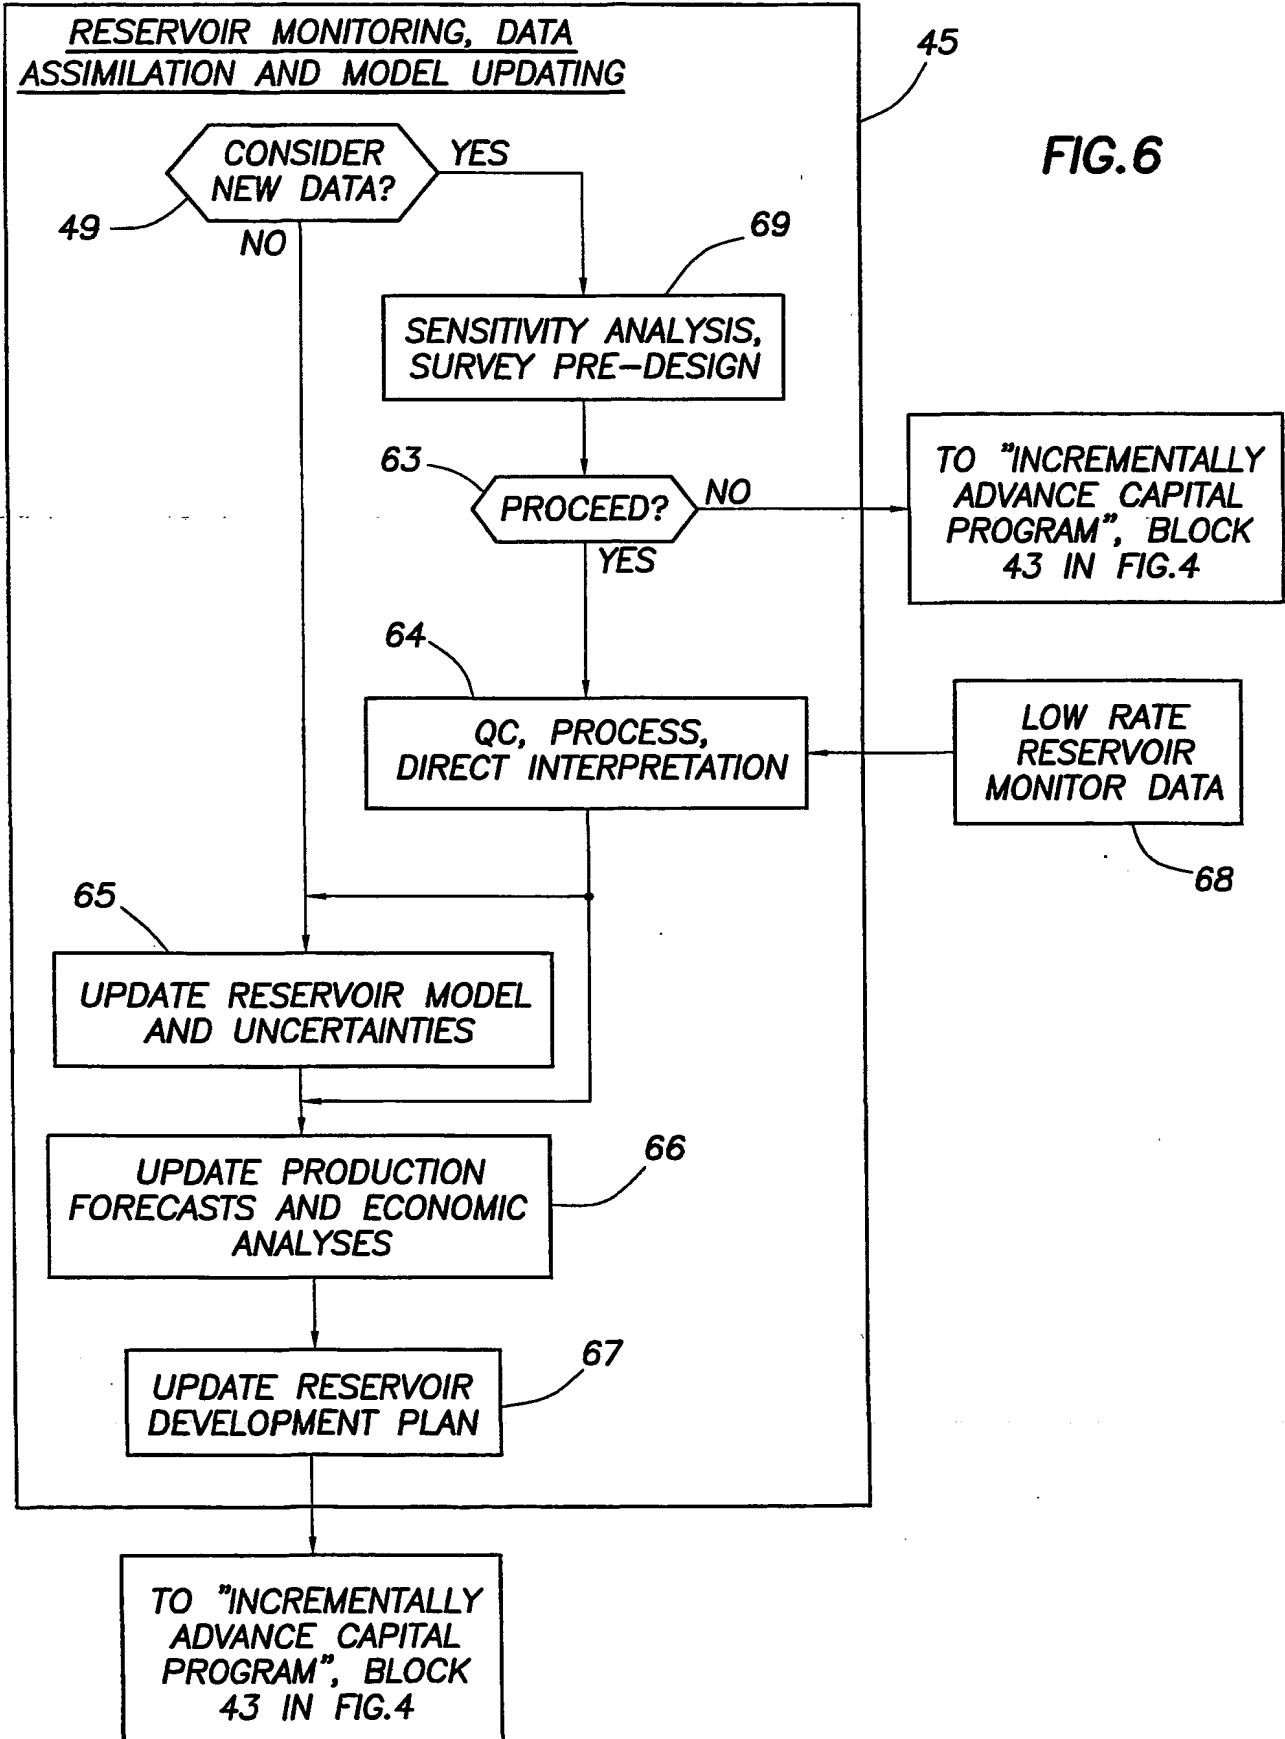 RESERVOIR MONITORING, DATA
ASSIMILATION AND MODEL UPDATING
45
FIG.6
CONSIDER
NEW DATA?
YES
49
NO
69
SENSITIVITY ANALYSIS,
SURVEY PRE-DESIGN
63
PROCEED?
NO
YES
TO "INCREMENTALLY
ADVANCE CAPITAL
PROGRAM", BLOCK
43 IN FIG.4
64
QC, PROCESS,
DIRECT INTERPRETATION
LOW RATE
RESERVOIR
MONITOR DATA
68
65
UPDATE RESERVOIR MODEL
AND UNCERTAINTIES
66
UPDATE PRODUCTION
FORECASTS AND ECONOMIC
ANALYSES
67
UPDATE RESERVOIR
DEVELOPMENT PLAN
TO "INCREMENTALLY
ADVANCE CAPITAL
PROGRAM", BLOCK
43 IN FIG.4